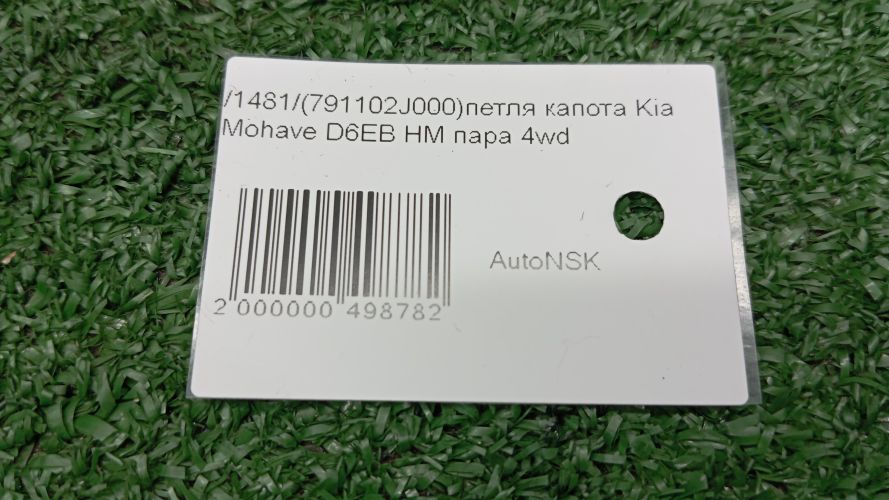 /1481/(791102J000)петля капота Kia
Mohave D6EB HM пара 4wd
AutoNSK
2 000000 498782